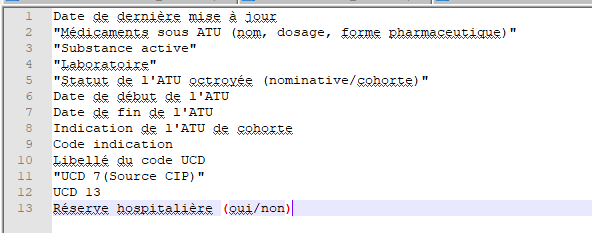 1 Date de dernière mise à jour
2 "Médicaments sous ATU (nom, dosage, forme pharmaceutique)"
3 "Substance active"
4 "Laboratoire"
5 "Statut de l'ATU octroyée (nominative/cohorte)"
6 Date de début de l'ATU
7 Date de fin de l'ATU
8 Indication de l'ATU de cohorte
9 Code indication
10 Libellé du code UCD
11 "UCD 7(Source CIP)"
12 UCD 13
13 Réserve hospitalière (oui/non)